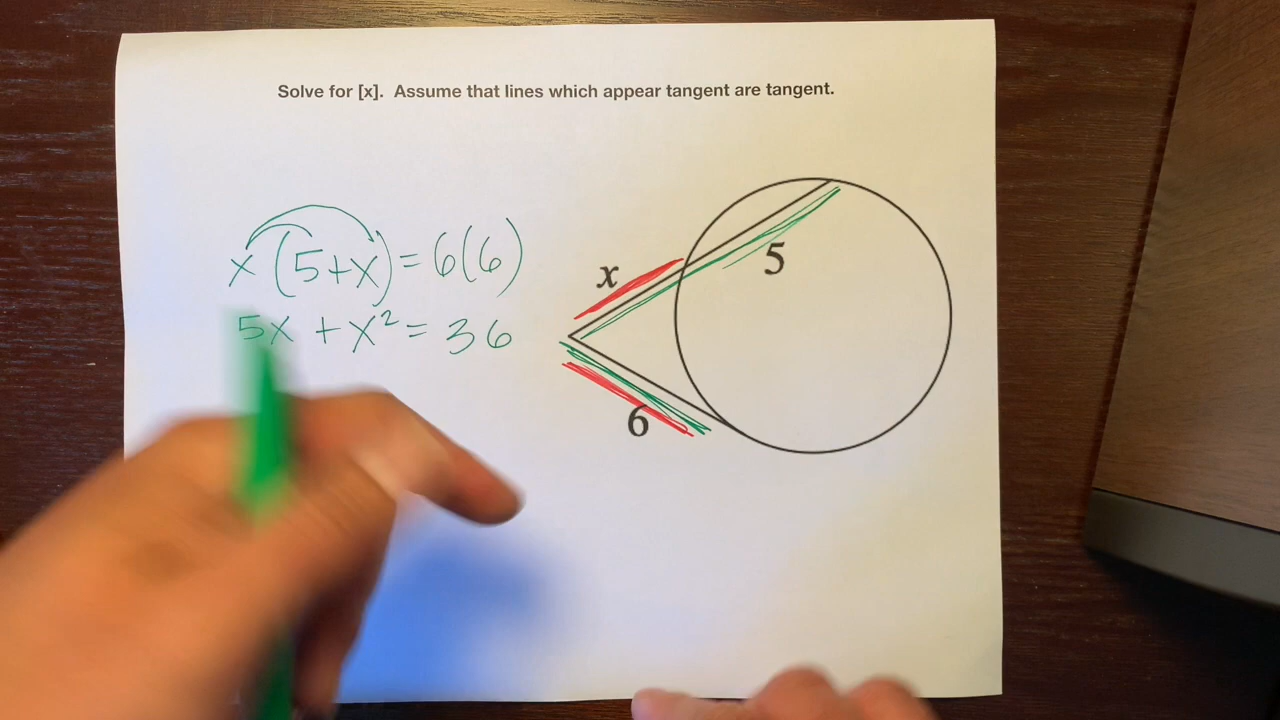 Solve for [x]. Assume that lines which appear tangent are tangent.
x(5+x)=6(6)
5x + x² = 36
x
5
6